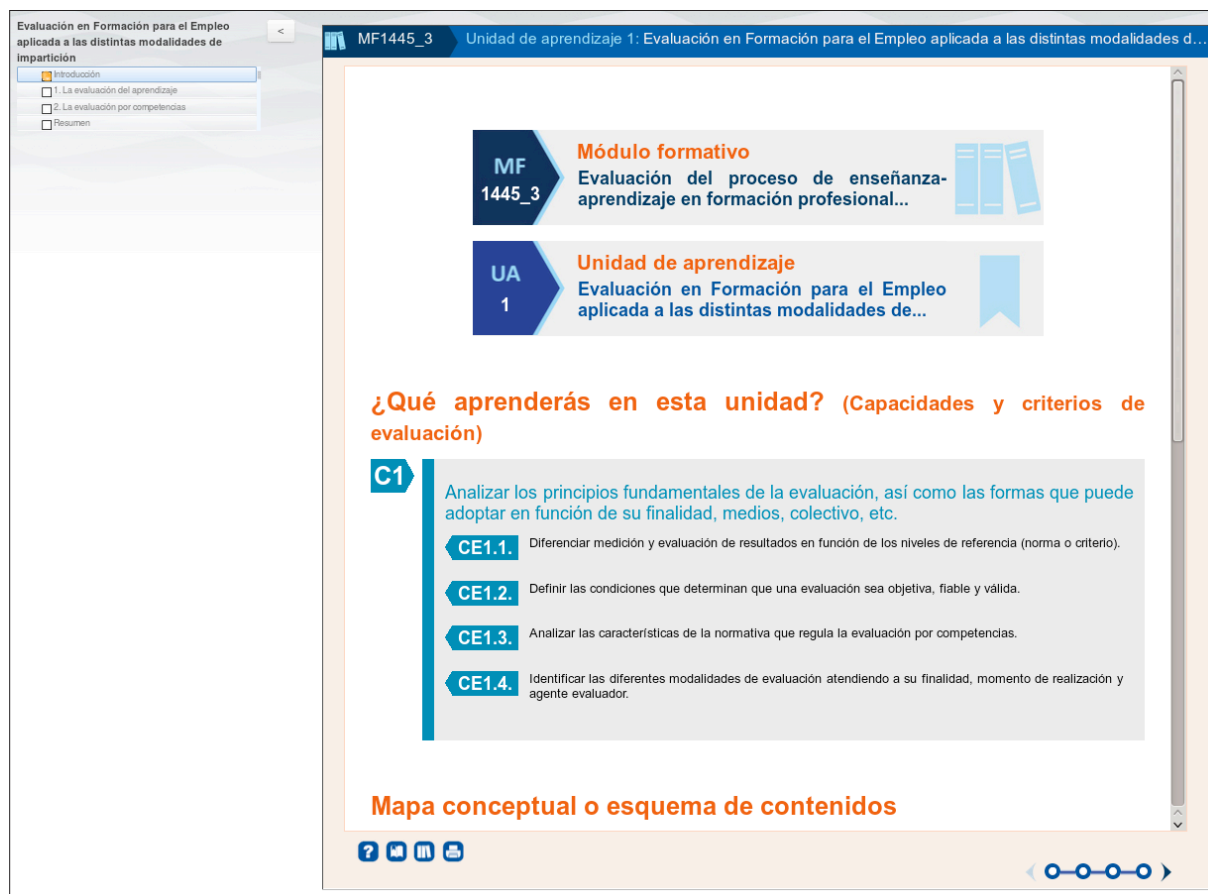 Evaluación en Formación para el Empleo
aplicada a las distintas modalidades de
impartición
<
Introducción
1. La evaluación del aprendizaje
2. La evaluación por competencias
Resumen
MF1445_3 Unidad de aprendizaje 1: Evaluación en Formación para el Empleo aplicada a las distintas modalidades d...
MF
1445_3
Módulo formativo
Evaluación del proceso de enseñanza-
aprendizaje en formación profesional...
UA
1
Unidad de aprendizaje
Evaluación en Formación para el Empleo
aplicada a las distintas modalidades de...
¿Qué aprenderás en esta unidad? (Capacidades y criterios de
evaluación)
C1
Analizar los principios fundamentales de la evaluación, así como las formas que puede
adoptar en función de su finalidad, medios, colectivo, etc.
CE1.1. Diferenciar medición y evaluación de resultados en función de los niveles de referencia (norma o criterio).
CE1.2. Definir las condiciones que determinan que una evaluación sea objetiva, fiable y válida.
CE1.3. Analizar las características de la normativa que regula la evaluación por competencias.
CE1.4. Identificar las diferentes modalidades de evaluación atendiendo a su finalidad, momento de realización y
agente evaluador.
Mapa conceptual o esquema de contenidos
?